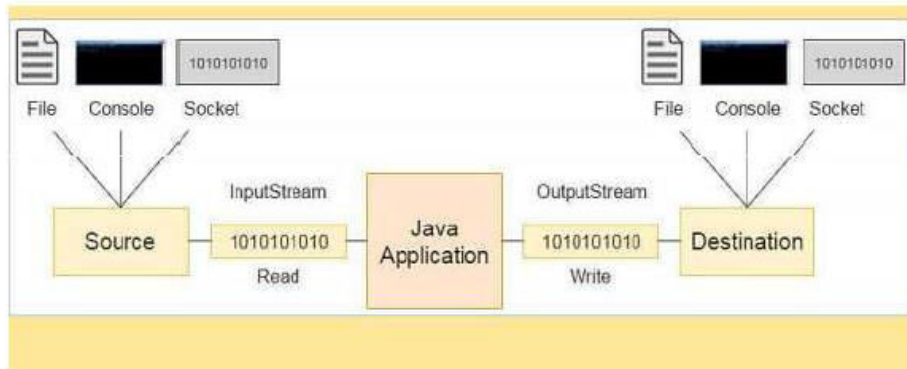 1010101010 1010101010
File Console Socket File Console Socket
InputStream OutputStream
Source 1010101010 Java Application 1010101010 Destination
Read Write